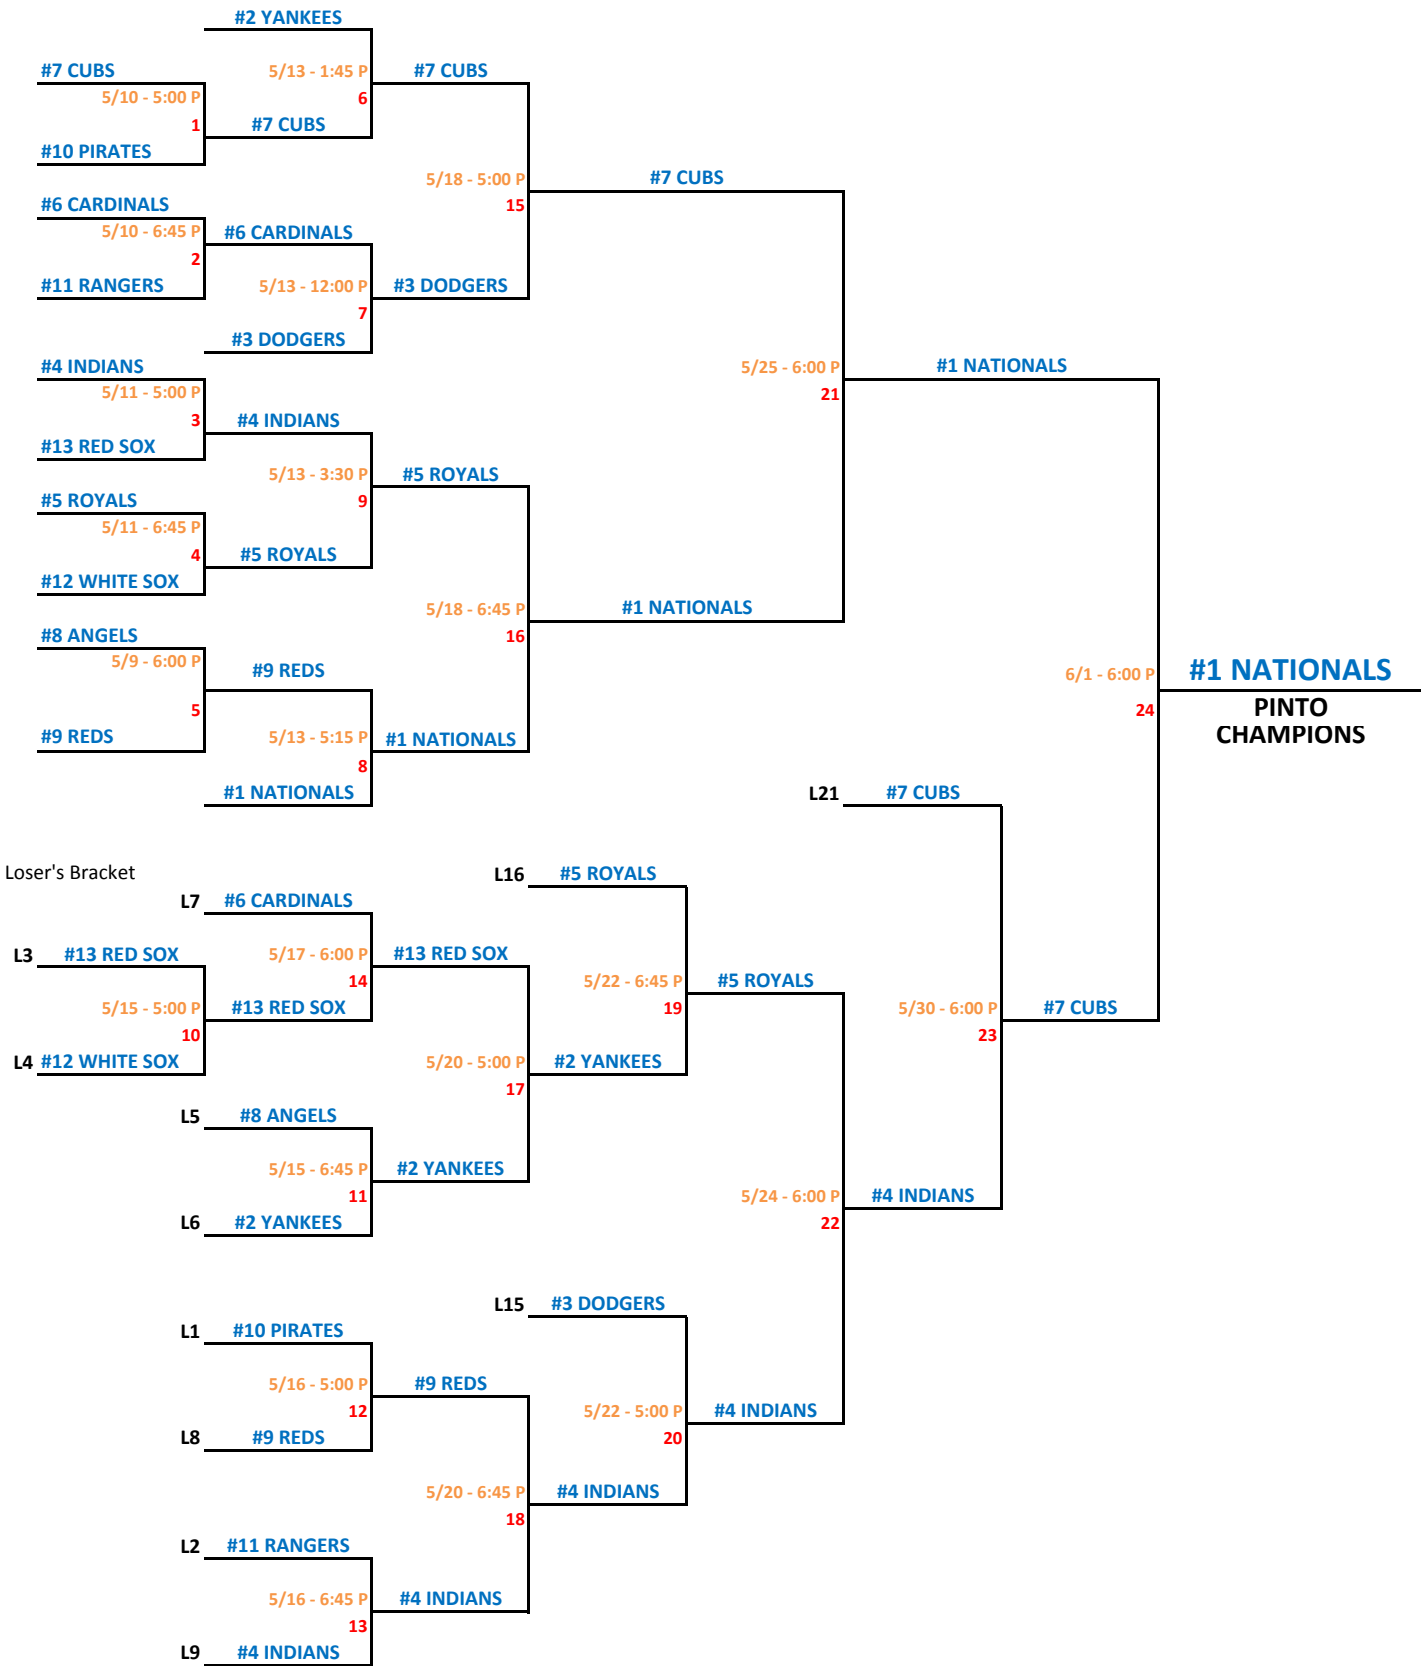 #2 YANKEES
#7 CUBS
5/13 - 1:45 P
#7 CUBS
5/10 - 5:00 P
6
1
#7 CUBS
#10 PIRATES
5/18 - 5:00 P
#7 CUBS
#6 CARDINALS
15
5/10 - 6:45 P
#6 CARDINALS
2
#11 RANGERS
5/13 - 12:00 P
#3 DODGERS
7
#3 DODGERS
#4 INDIANS
5/25 - 6:00 P
#1 NATIONALS
5/11 - 5:00 P
21
3
#4 INDIANS
#13 RED SOX
5/13 - 3:30 P
#5 ROYALS
#5 ROYALS
9
5/11 - 6:45 P
4
#5 ROYALS
#12 WHITE SOX
5/18 - 6:45 P
#1 NATIONALS
#8 ANGELS
16
5/9 - 6:00 P
#9 REDS
6/1 - 6:00 P
#1 NATIONALS
5
24
PINTO
#9 REDS
5/13 - 5:15 P
#1 NATIONALS
CHAMPIONS
8
#1 NATIONALS
L21
#7 CUBS
Loser's Bracket
L16
#5 ROYALS
L7
#6 CARDINALS
L3
#13 RED SOX
5/17 - 6:00 P
#13 RED SOX
14
5/22 - 6:45 P
#5 ROYALS
5/15 - 5:00 P
#13 RED SOX
19
5/30 - 6:00 P
#7 CUBS
10
23
L4
#12 WHITE SOX
5/20 - 5:00 P
#2 YANKEES
17
L5
#8 ANGELS
5/15 - 6:45 P
#2 YANKEES
11
5/24 - 6:00 P
#4 INDIANS
L6
#2 YANKEES
22
L15
#3 DODGERS
L1
#10 PIRATES
5/16 - 5:00 P
#9 REDS
12
5/22 - 5:00 P
#4 INDIANS
L8
#9 REDS
20
5/20 - 6:45 P
#4 INDIANS
18
L2
#11 RANGERS
5/16 - 6:45 P
#4 INDIANS
13
L9
#4 INDIANS